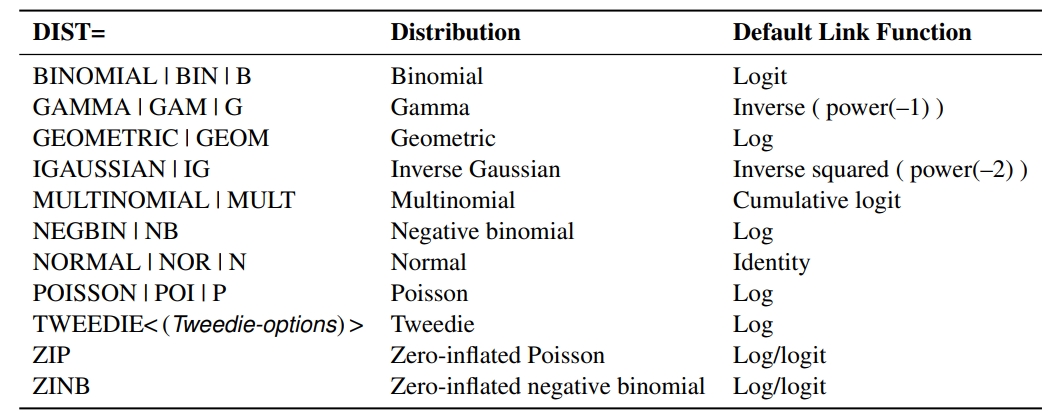 DIST= Distribution Default Link Function
BINOMIAL | BIN | B Binomial Logit
GAMMA | GAM | G Gamma Inverse ( power(–1) )
GEOMETRIC | GEOM Geometric Log
IGAUSSIAN | IG Inverse Gaussian Inverse squared ( power(–2) )
MULTINOMIAL | MULT Multinomial Cumulative logit
NEGBIN | NB Negative binomial Log
NORMAL | NOR | N Normal Identity
POISSON | POI | P Poisson Log
TWEEDIE< (Tweedie-options) > Tweedie Log
ZIP Zero-inflated Poisson Log/logit
ZINB Zero-inflated negative binomial Log/logit